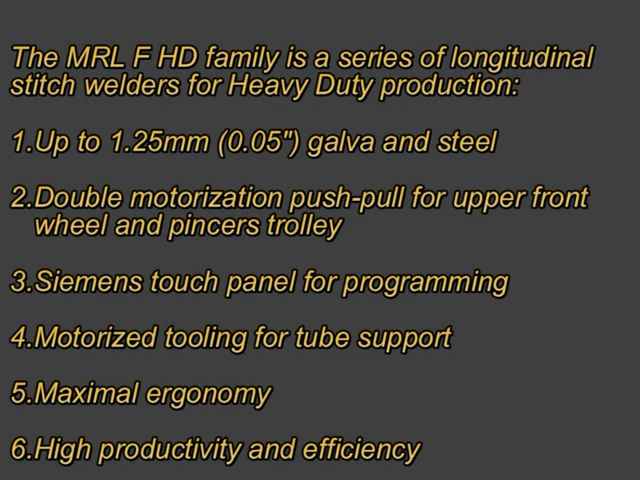 The MRL F HD family is a series of longitudinal
stitch welders for Heavy Duty production:
1.Up to 1.25mm (0.05") galva and steel
2.Double motorization push-pull for upper front
wheel and pincers trolley
3.Siemens touch panel for programming
4.Motorized tooling for tube support
5.Maximal ergonomy
6.High productivity and efficiency